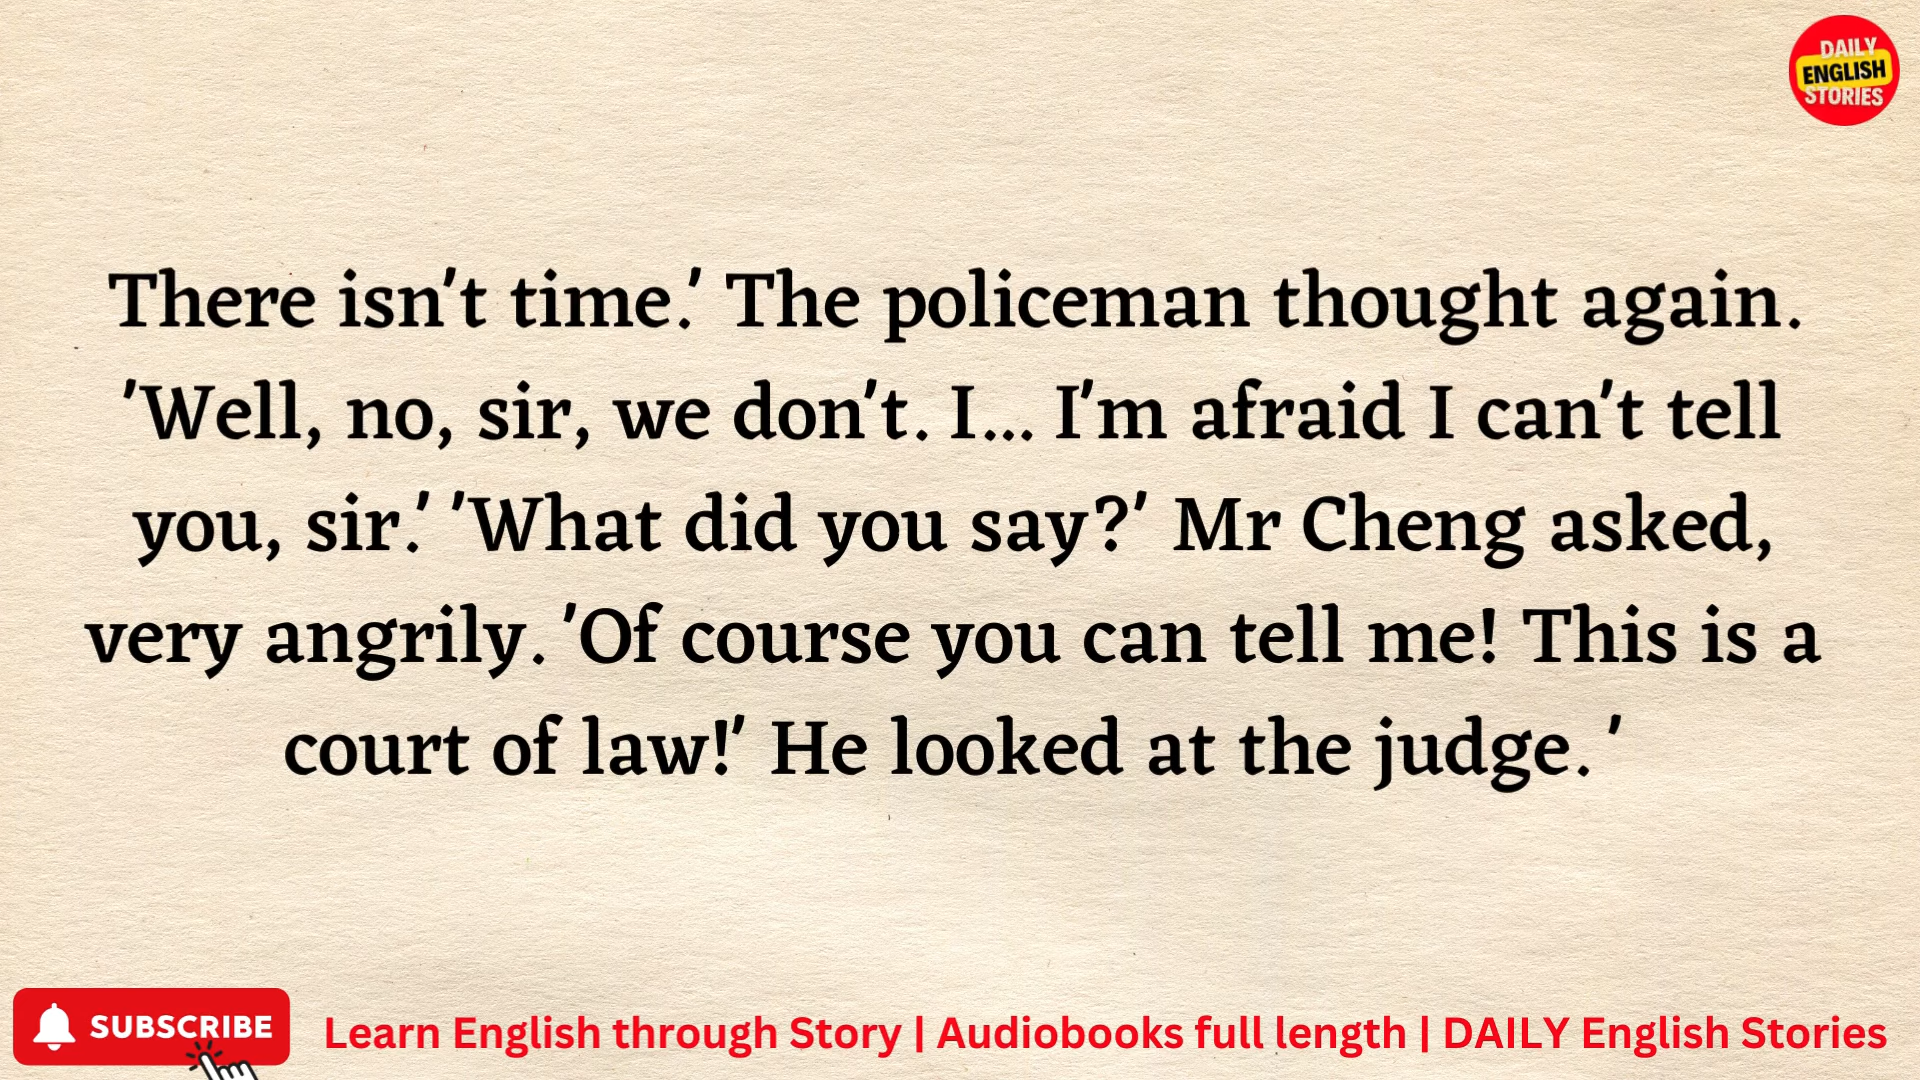 DAILY
ENGLISH
STORIES
There isn't time.' The policeman thought again.
'Well, no, sir, we don't. I... I'm afraid I can't tell
you, sir.' 'What did you say?' Mr Cheng asked,
very angrily. 'Of course you can tell me! This is a
court of law!' He looked at the judge. '
SUBSCRIBE
Learn English through Story | Audiobooks full length | DAILY English Stories